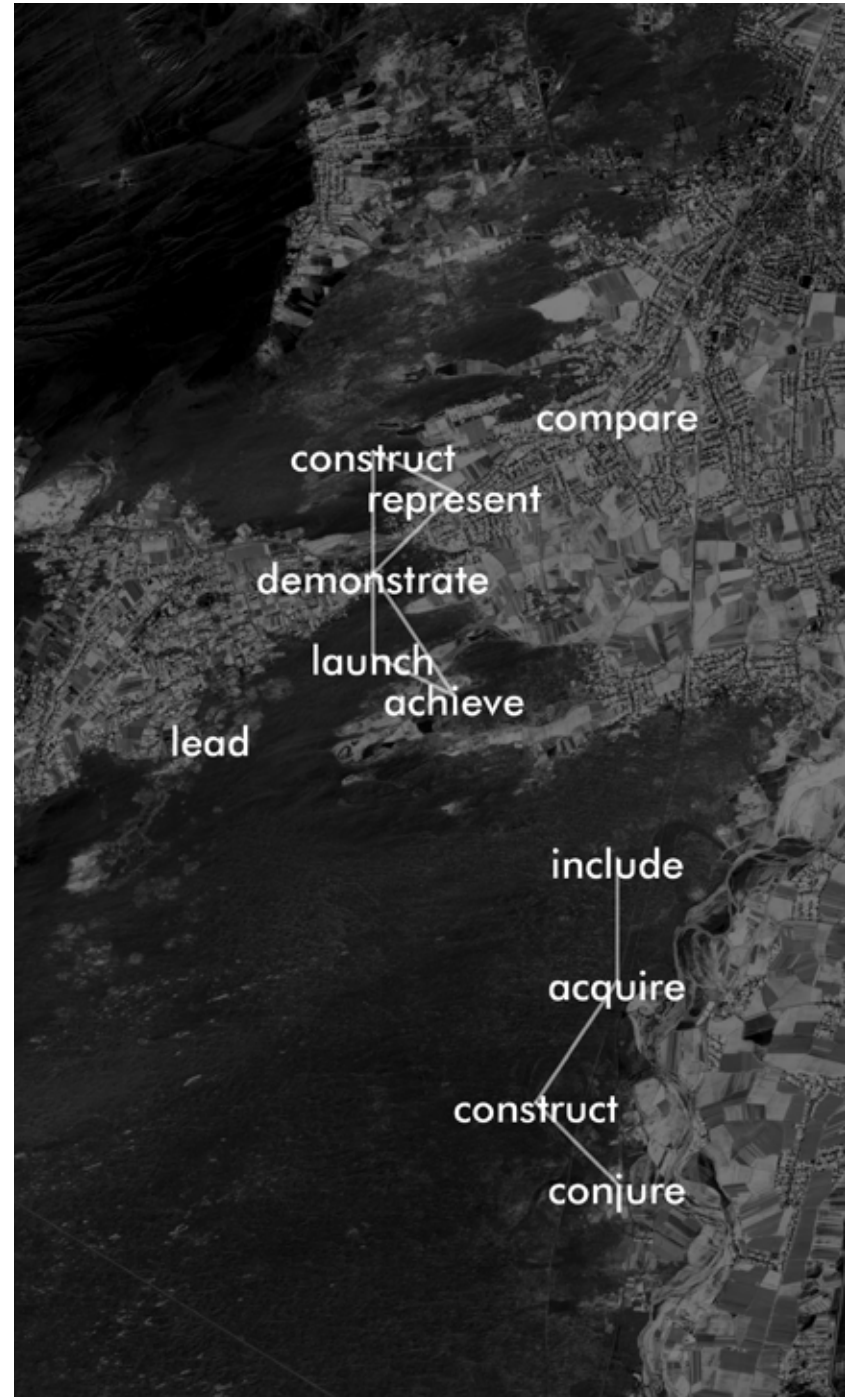 compare
construct
represent
demonstrate
launch
achieve
lead
include
acquire
construct
conjure